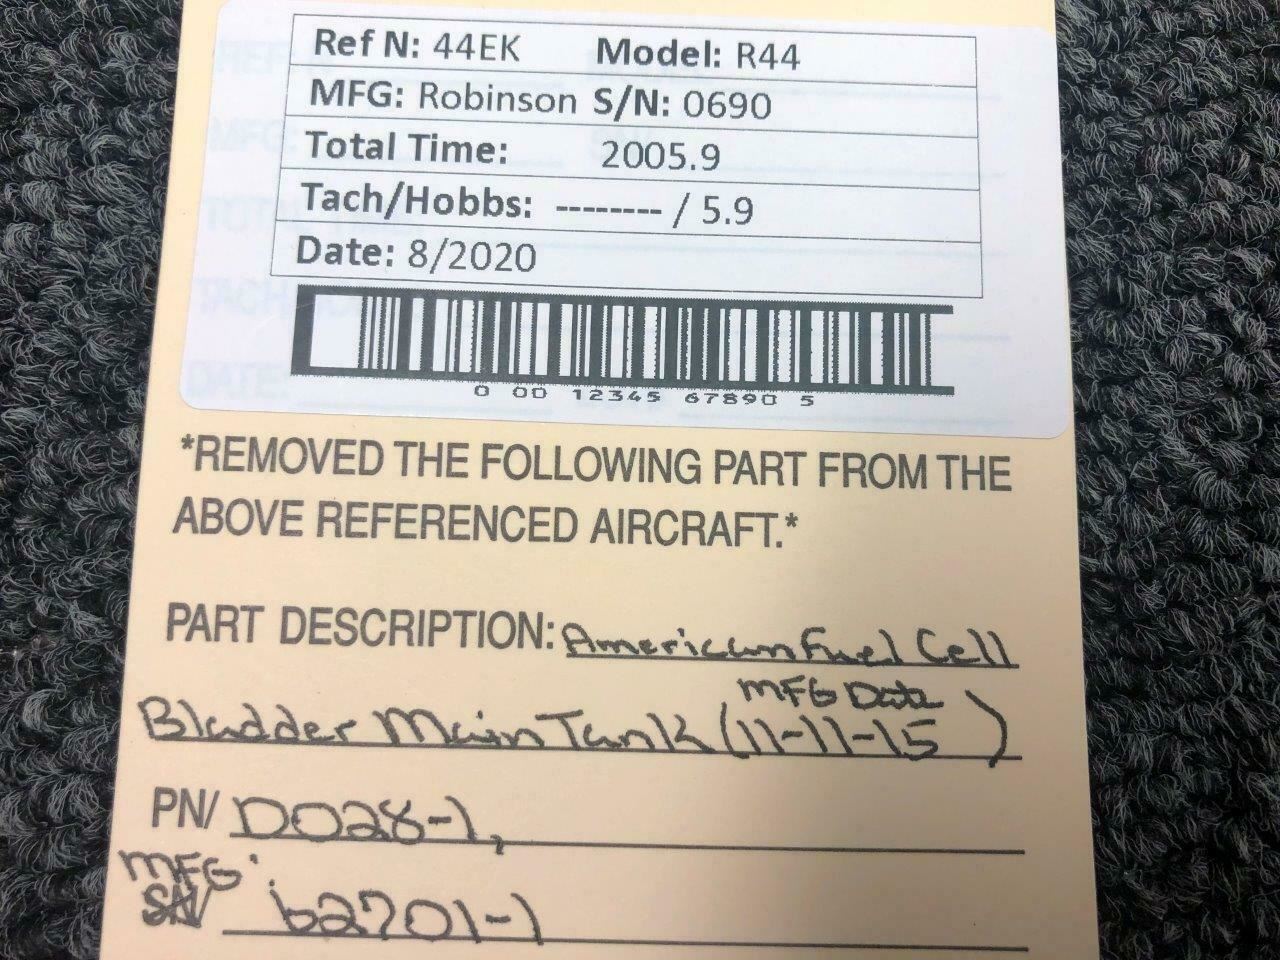 Ref N: 44EK Model: R44
MFG: Robinson S/N: 0690
Total Time: 2005.9
Tach/Hobbs: -------- / 5.9
Date: 8/2020
0 00 12345 67890 5
*REMOVED THE FOLLOWING PART FROM THE
ABOVE REFERENCED AIRCRAFT.*
PART DESCRIPTION: American Fuel Cell
MFG Date
Bladder Main Tank (11-11-15)
PN/ D028-1,
MFG:
S/N b2701-1